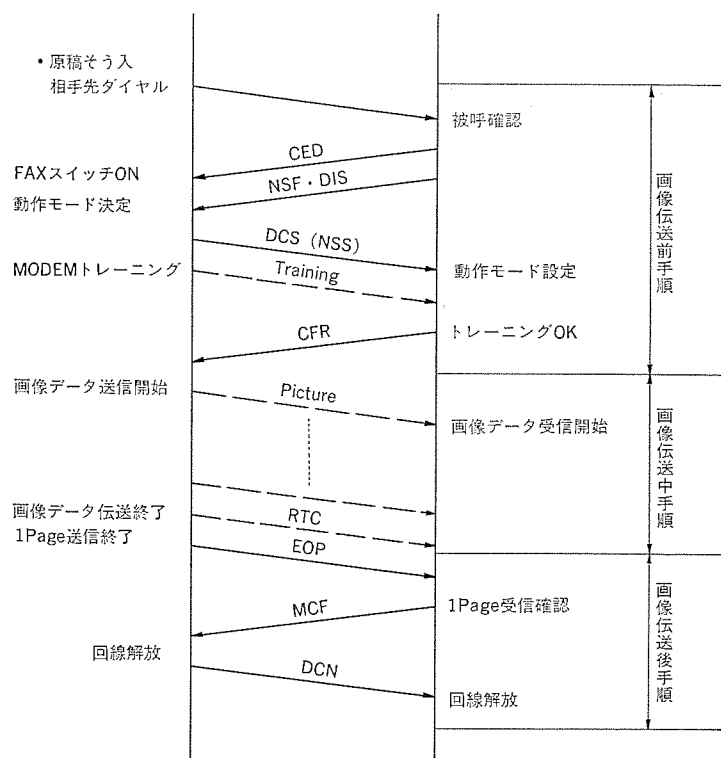 ・原稿そう入
相手先ダイヤル
被呼確認
CED
FAXスイッチON
NSF・DIS
動作モード決定
DCS (NSS)
動作モード設定
MODEMトレーニング
Training
トレーニングOK
CFR
画像伝送前手順
画像データ送信開始
Picture
画像データ受信開始
画像データ伝送終了
RTC
1Page送信終了
EOP
画像伝送中手順
1Page受信確認
MCF
回線解放
DCN
回線解放
画像伝送後手順